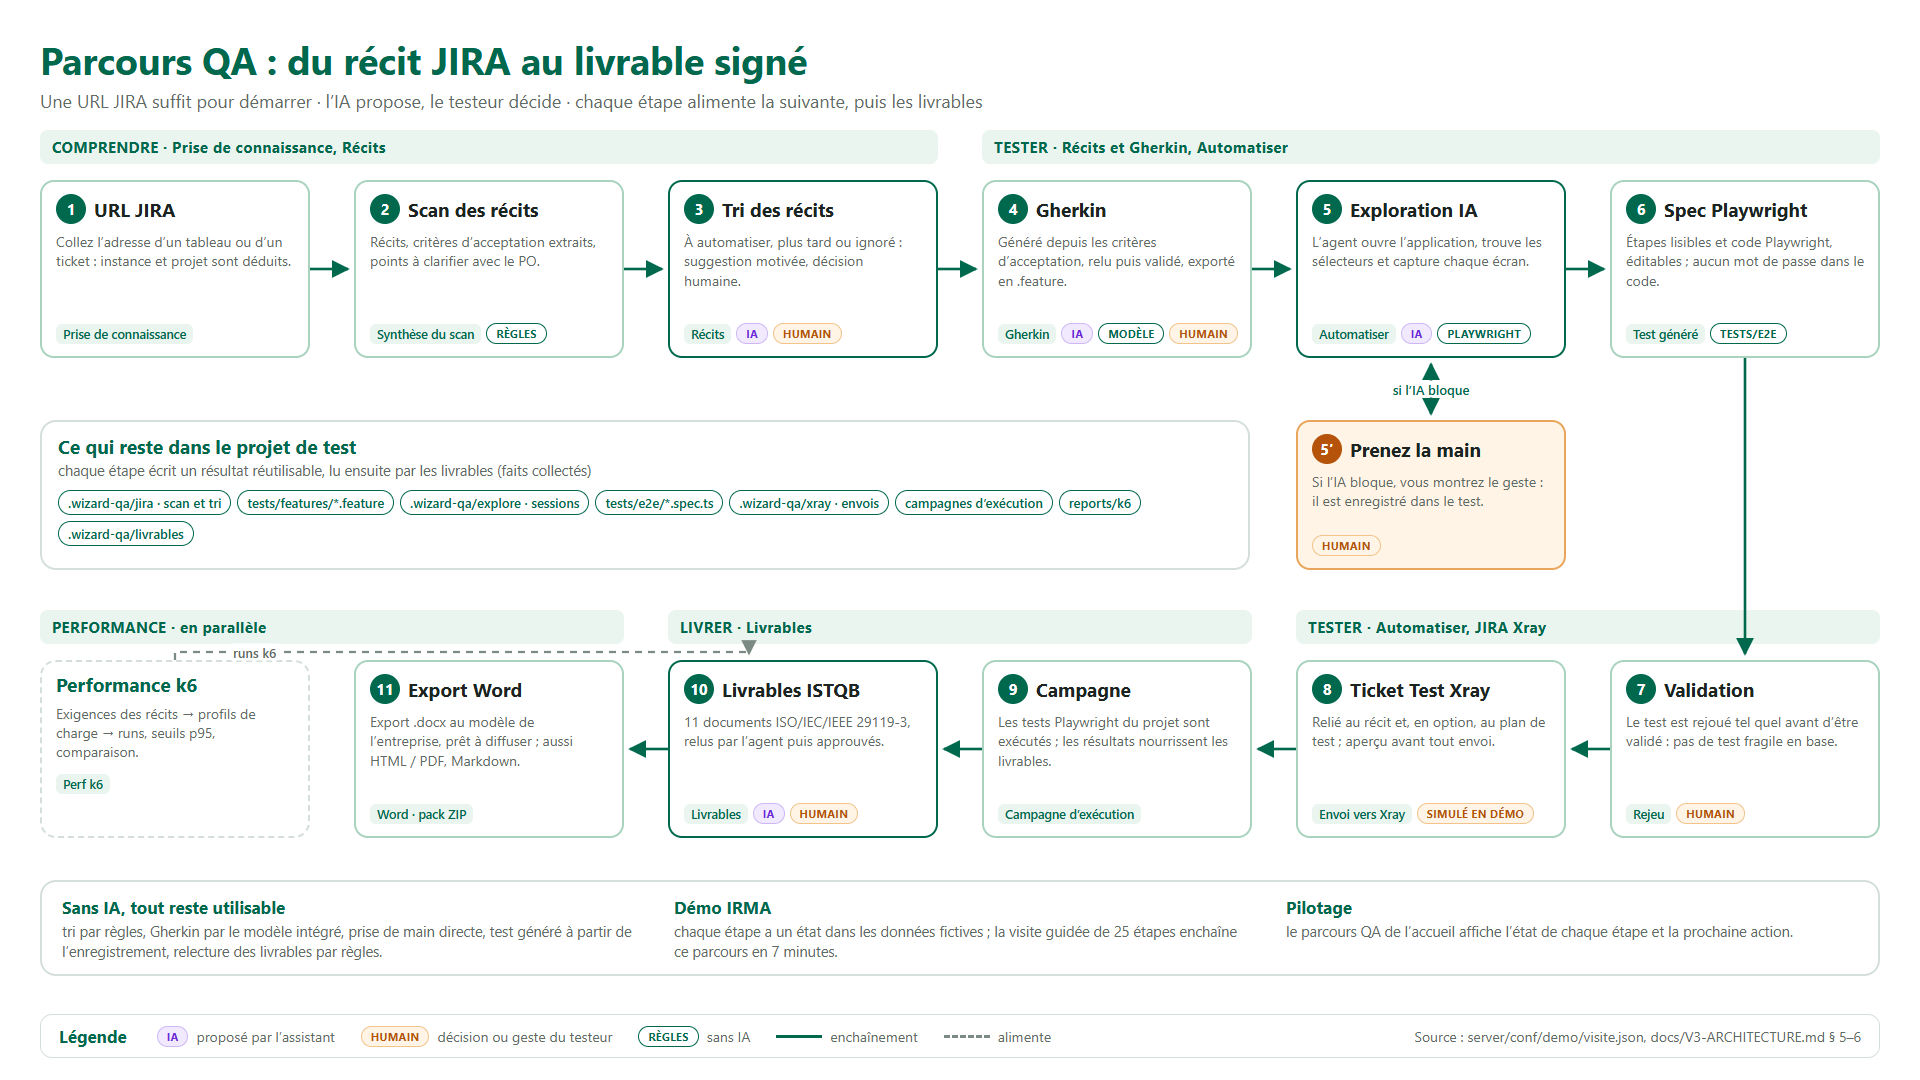 Parcours QA : du récit JIRA au livrable signé
Une URL JIRA suffit pour démarrer · l’IA propose, le testeur décide · chaque étape alimente la suivante, puis les livrables
COMPRENDRE · Prise de connaissance, Récits
TESTER · Récits et Gherkin, Automatiser
1 URL JIRA
Collez l’adresse d’un tableau ou d’un
ticket : instance et projet sont déduits.
Prise de connaissance
2 Scan des récits
Récits, critères d’acceptation extraits,
points à clarifier avec le PO.
Synthèse du scan RÈGLES
3 Tri des récits
À automatiser, plus tard ou ignoré :
suggestion motivée, décision
humaine.
Récits IA HUMAIN
4 Gherkin
Généré depuis les critères
d’acceptation, relu puis validé, exporté
en .feature.
Gherkin IA MODÈLE HUMAIN
5 Exploration IA
L’agent ouvre l’application, trouve les
sélecteurs et capture chaque écran.
Automatiser IA PLAYWRIGHT
6 Spec Playwright
Étapes lisibles et code Playwright,
éditables ; aucun mot de passe dans le
code.
Test généré TESTS/E2E
si l’IA bloque
Ce qui reste dans le projet de test
chaque étape écrit un résultat réutilisable, lu ensuite par les livrables (faits collectés)
.wizard-qa/jira · scan et tri tests/features/*.feature .wizard-qa/explore · sessions tests/e2e/*.spec.ts .wizard-qa/xray · envois campagnes d’exécution reports/k6
.wizard-qa/livrables
5’ Prenez la main
Si l’IA bloque, vous montrez le geste :
il est enregistré dans le test.
HUMAIN
PERFORMANCE · en parallèle
LIVRER · Livrables
TESTER · Automatiser, JIRA Xray
runs k6
Performance k6
Exigences des récits → profils de
charge → runs, seuils p95,
comparaison.
Perf k6
11 Export Word
Export .docx au modèle de
l’entreprise, prêt à diffuser ; aussi
HTML / PDF, Markdown.
Word · pack ZIP
10 Livrables ISTQB
11 documents ISO/IEC/IEEE 29119-3,
relus par l’agent puis approuvés.
Livrables IA HUMAIN
9 Campagne
Les tests Playwright du projet sont
exécutés ; les résultats nourrissent les
livrables.
Campagne d’exécution
8 Ticket Test Xray
Relié au récit et, en option, au plan de
test ; aperçu avant tout envoi.
Envoi vers Xray SIMULÉ EN DÉMO
7 Validation
Le test est rejoué tel quel avant d’être
validé : pas de test fragile en base.
Rejeu HUMAIN
Sans IA, tout reste utilisable
tri par règles, Gherkin par le modèle intégré, prise de main directe, test généré à partir de
l’enregistrement, relecture des livrables par règles.
Démo IRMA
chaque étape a un état dans les données fictives ; la visite guidée de 25 étapes enchaîne
ce parcours en 7 minutes.
Pilotage
le parcours QA de l’accueil affiche l’état de chaque étape et la prochaine action.
Légende IA proposé par l’assistant HUMAIN décision ou geste du testeur RÈGLES sans IA enchaînement alimente Source : server/conf/demo/visite.json, docs/V3-ARCHITECTURE.md § 5–6